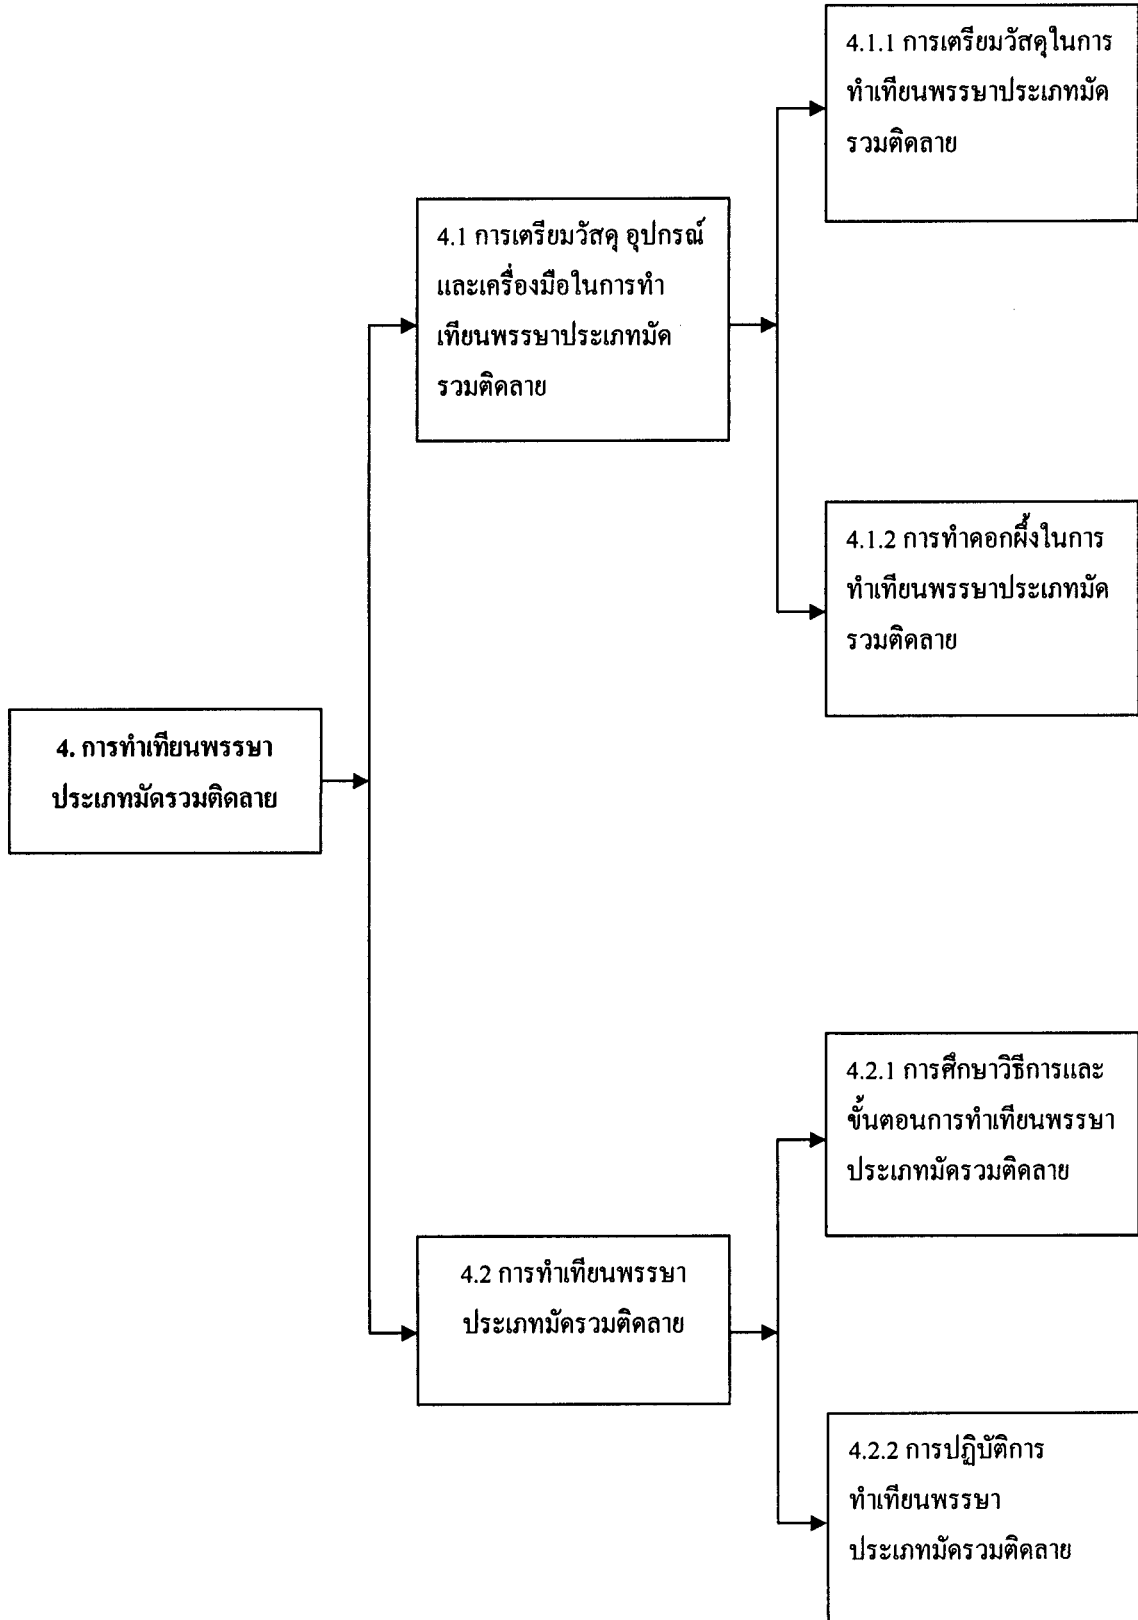 4.1.1 การเตรียมวัสดุในการ
ทำเทียนพรรษาประเภทมัด
รวมติดลาย
4.1 การเตรียมวัสดุ อุปกรณ์
และเครื่องมือในการทำ
เทียนพรรษาประเภทมัด
รวมติดลาย
4.1.2 การทำดอกผึ้งในการ
ทำเทียนพรรษาประเภทมัด
รวมติดลาย
4. การทำเทียนพรรษา
ประเภทมัดรวมติดลาย
4.2.1 การศึกษาวิธีการและ
ขั้นตอนการทำเทียนพรรษา
ประเภทมัดรวมติดลาย
4.2 การทำเทียนพรรษา
ประเภทมัดรวมติดลาย
4.2.2 การปฏิบัติการ
ทำเทียนพรรษา
ประเภทมัดรวมติดลาย